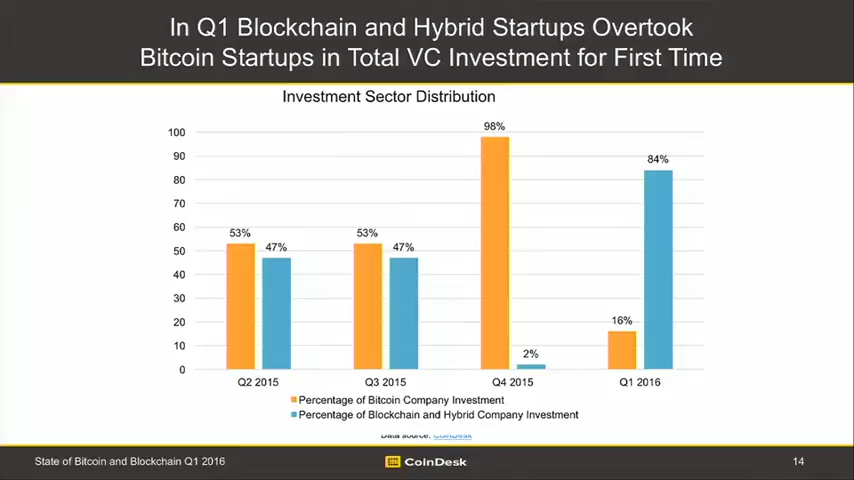 In Q1 Blockchain and Hybrid Startups Overtook
Bitcoin Startups in Total VC Investment for First Time
Investment Sector Distribution
100
90
80
70
60
50
40
30
20
10
0
53%
47%
53%
47%
98%
2%
16%
84%
Q2 2015
Q3 2015
Q4 2015
Q1 2016
Percentage of Bitcoin Company Investment
Percentage of Blockchain and Hybrid Company Investment
Data source: CoinDesk
State of Bitcoin and Blockchain Q1 2016
CoinDesk
14